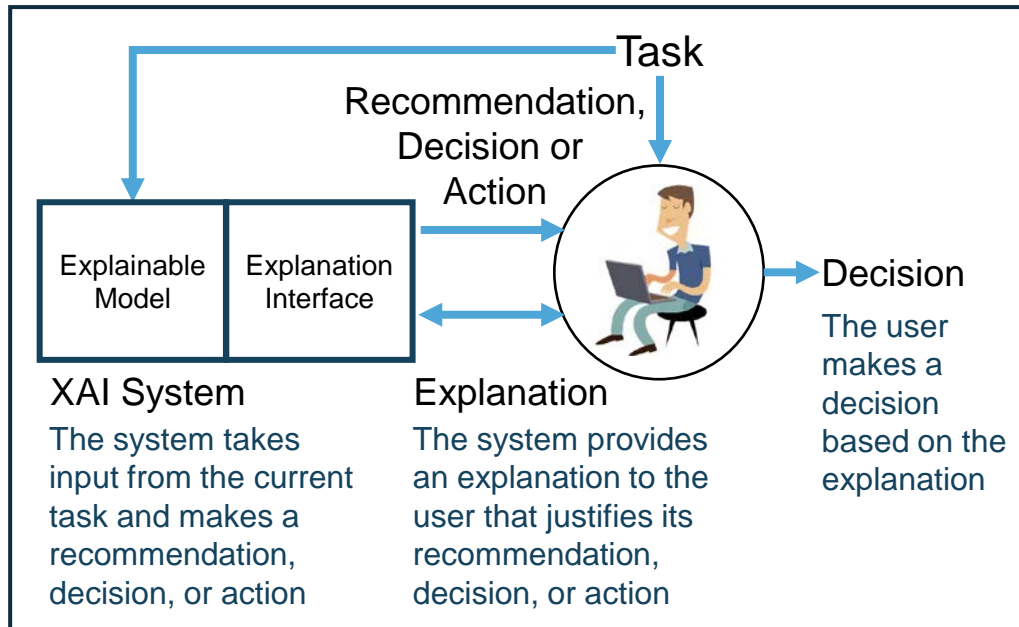 Task
Recommendation,
Decision or
Action
Explainable
Model
Explanation
Interface
Decision
The user
makes a
decision
based on the
explanation
XAI System
The system takes
input from the current
task and makes a
recommendation,
decision, or action
Explanation
The system provides
an explanation to the
user that justifies its
recommendation,
decision, or action